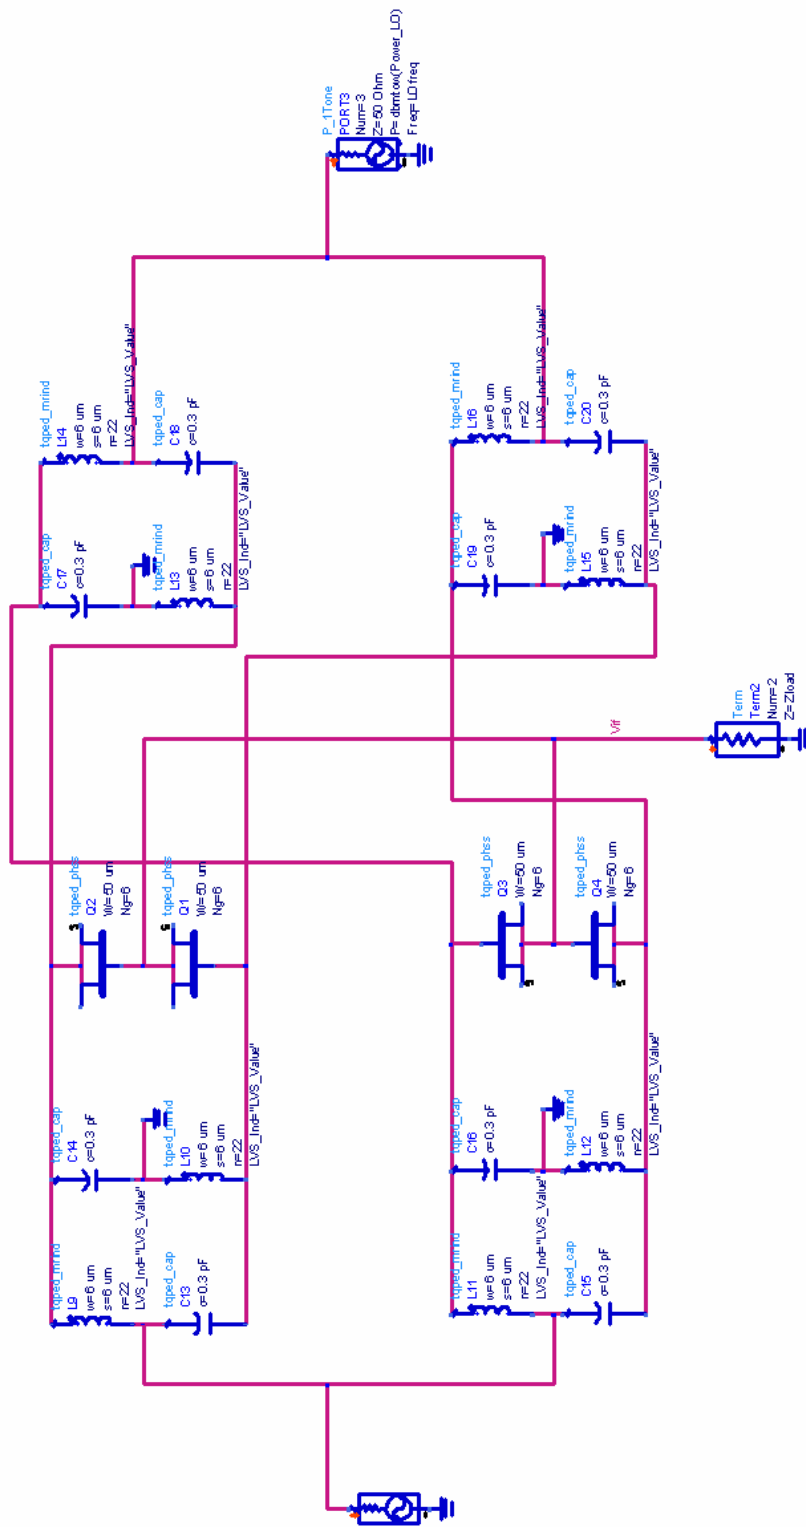 P_1Tone
PORT3
Num=3
Z=50 Ohm
P=dbmtow(Power_LO)
Freq=LOfreq
tqped_mrind
L14
w=6 um
s=6 um
n=22
LVS_Ind="LVS_Value"
tqped_cap
C18
c=0.3 pF
tqped_cap
C17
c=0.3 pF
tqped_mrind
L13
w=6 um
s=6 um
n=22
LVS_Ind="LVS_Value"
tqped_mrind
L16
w=6 um
s=6 um
n=22
LVS_Ind="LVS_Value"
tqped_cap
C20
c=0.3 pF
tqped_cap
C19
c=0.3 pF
tqped_mrind
L15
w=6 um
s=6 um
n=22
LVS_Ind="LVS_Value"
Vif
Term
Term2
Num=2
Z=Zload
tqped_phss
Q2
W=50 um
Ng=6
tqped_phss
Q1
W=50 um
Ng=6
tqped_phss
Q3
W=50 um
Ng=6
tqped_phss
Q4
W=50 um
Ng=6
tqped_cap
C14
c=0.3 pF
tqped_mrind
L10
w=6 um
s=6 um
n=22
LVS_Ind="LVS_Value"
tqped_mrind
L9
w=6 um
s=6 um
n=22
LVS_Ind="LVS_Value"
tqped_cap
C13
c=0.3 pF
tqped_cap
C16
c=0.3 pF
tqped_mrind
L12
w=6 um
s=6 um
n=22
LVS_Ind="LVS_Value"
tqped_mrind
L11
w=6 um
s=6 um
n=22
LVS_Ind="LVS_Value"
tqped_cap
C15
c=0.3 pF